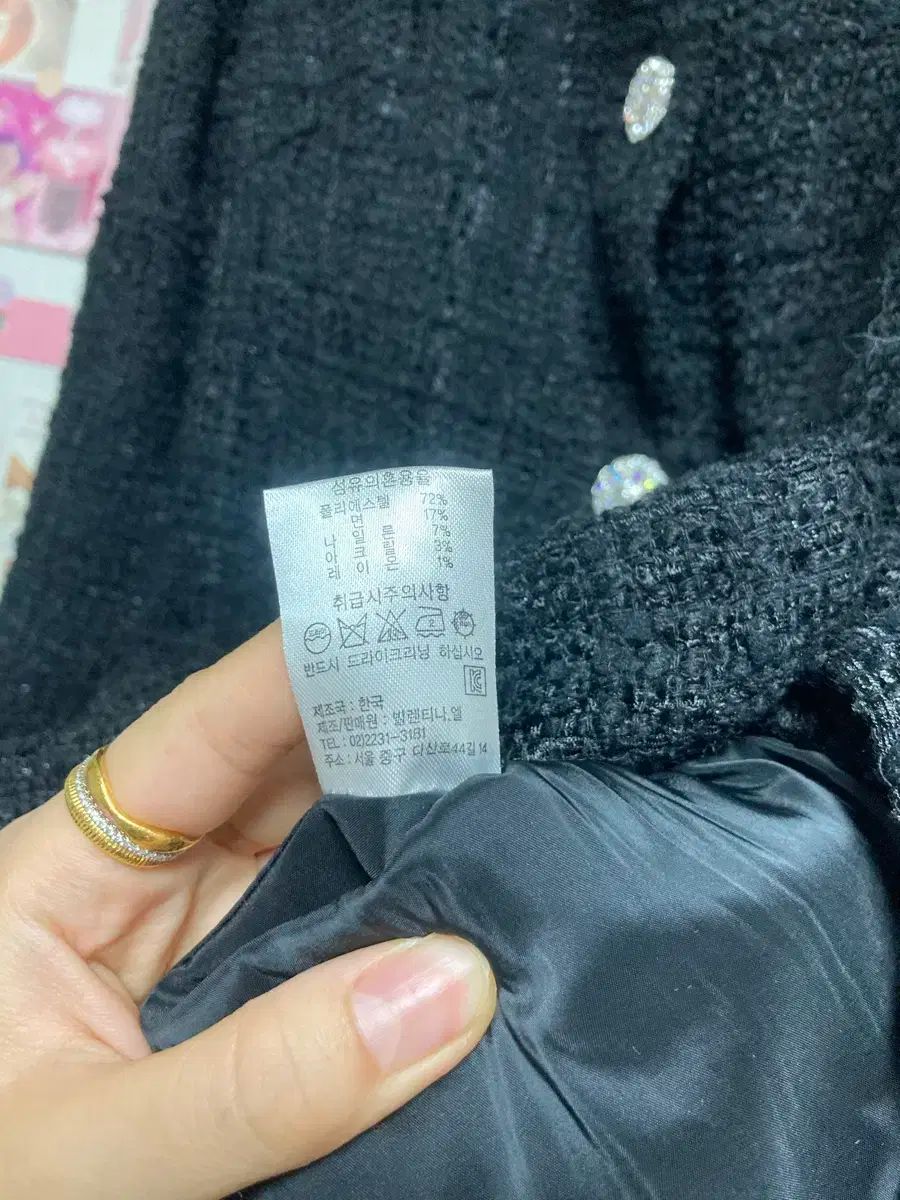 섬유의혼용율
폴리에스텔 72%
면 17%
나 일 론 7%
아 크 릴 3%
레 이 온 1%
취급시주의사항
반드시 드라이크리닝 하십시오
제조국 : 한국
제조/판매원 : 벌렌티나,엘
TEL : 02)2231-3181
주소 : 서울 중구 다산로44길 14